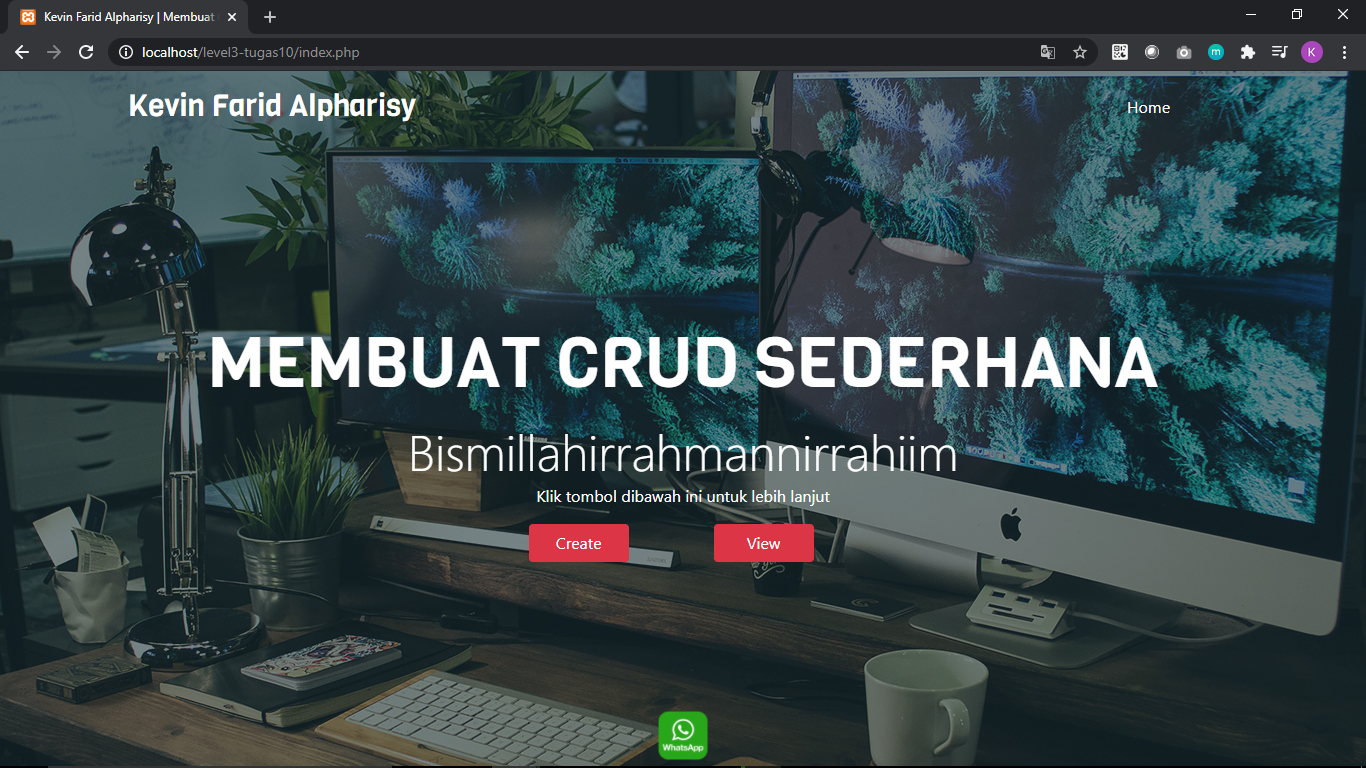 Kevin Farid Alpharisy | Membuat
localhost/level3-tugas10/index.php
m
K
Kevin Farid Alpharisy
Home
MEMBUAT CRUD SEDERHANA
Bismillahirrahmannirrahiim
Klik tombol dibawah ini untuk lebih lanjut
Create
View
WhatsApp